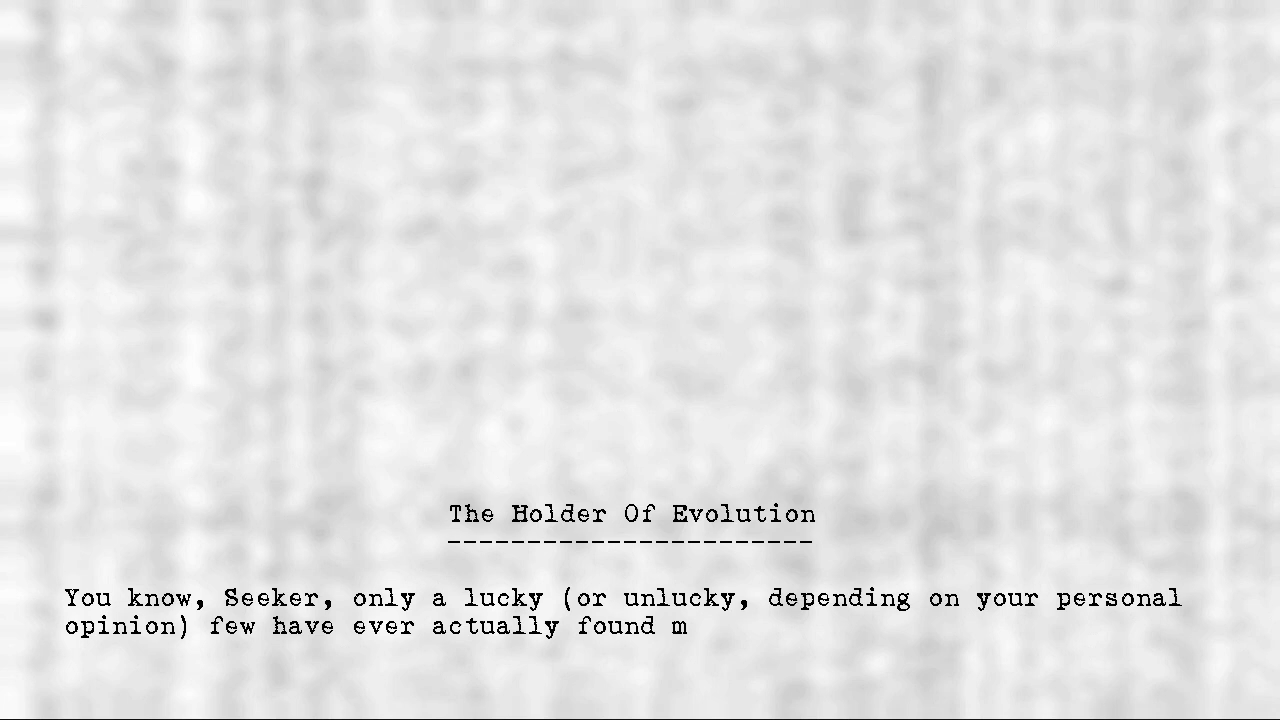 The Holder Of Evolution
-----------------------
You know, Seeker, only a lucky (or unlucky, depending on your personal
opinion) few have ever actually found m